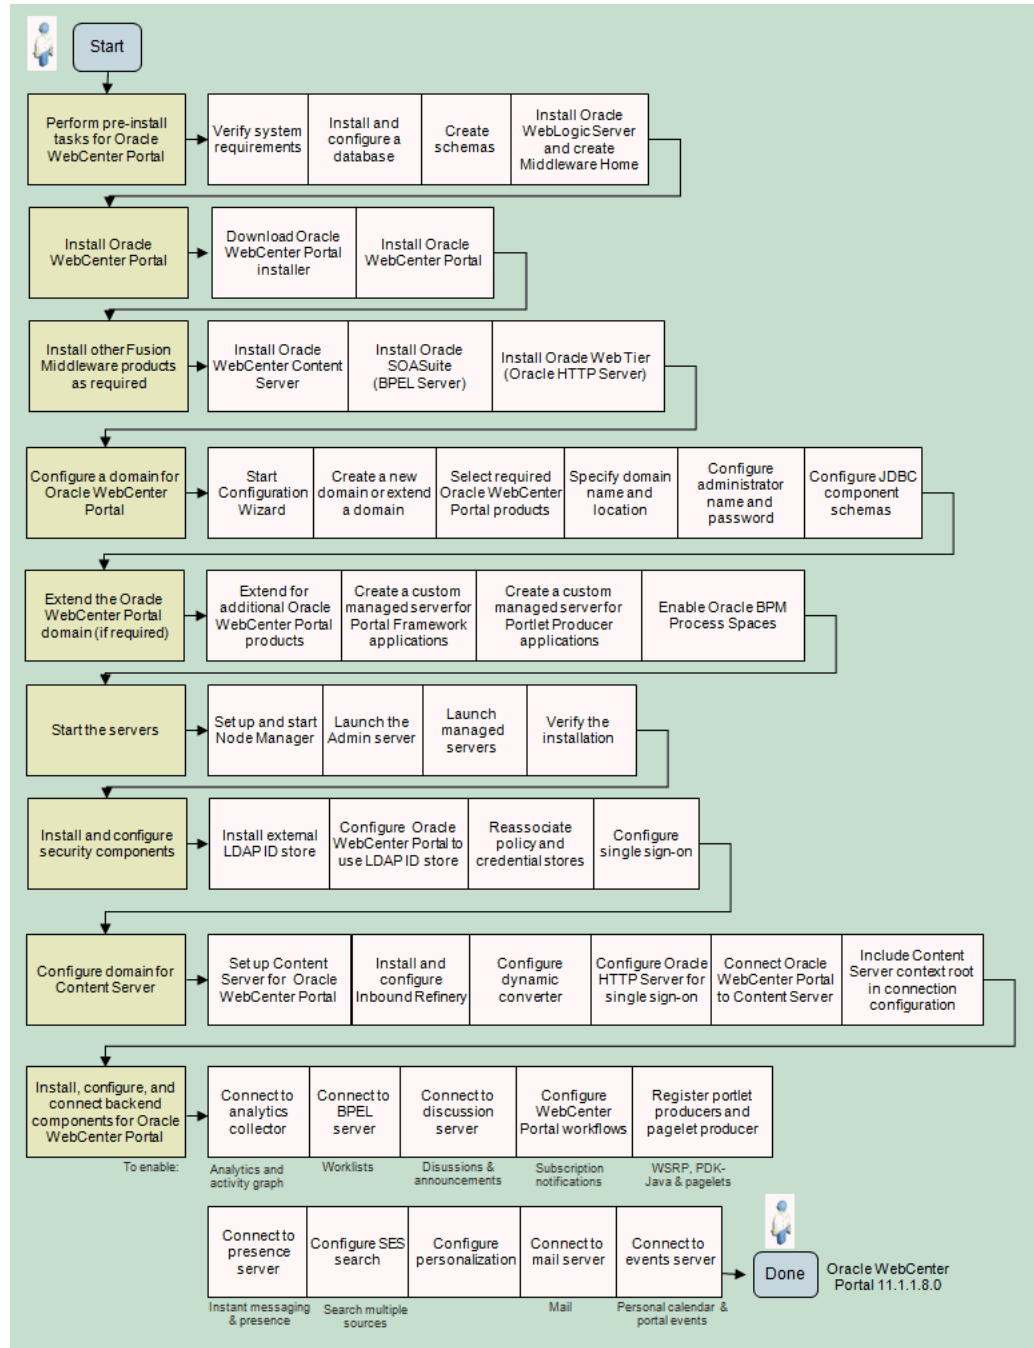 Start
Perform pre-install
tasks for Oracle
WebCenter Portal
Verify system
requirements
Install and
configure a
database
Create
schemas
Install Oracle
WebLogic Server
and create
Middleware Home
Install Oracle
WebCenter Portal
Download Oracle
WebCenter Portal
installer
Install Oracle
WebCenter Portal
Install other Fusion
Middleware products
as required
Install Oracle
WebCenter Content
Server
Install Oracle
SOASuite
(BPEL Server)
Install Oracle Web Tier
(Oracle HTTP Server)
Configure a domain for
Oracle WebCenter
Portal
Start
Configuration
Wizard
Create a new
domain or extend
a domain
Select required
Oracle WebCenter
Portal products
Specify domain
name and
location
Configure
administrator
name and
password
Configure JDBC
component
schemas
Extend the Oracle
WebCenter Portal
domain (if required)
Extend for
additional Oracle
WebCenter Portal
products
Create a custom
managed server for
Portal Framework
applications
Create a custom
managed server for
Portlet Producer
applications
Enable Oracle BPM
Process Spaces
Start the servers
Set up and start
Node Manager
Launch the
Admin server
Launch
managed
servers
Verify the
installation
Install and configure
security components
Install external
LDAP ID store
Configure Oracle
WebCenter Portal to
use LDAP ID store
Reassociate
policy and
credential stores
Configure
single sign-on
Configure domain for
Content Server
Set up Content
Server for Oracle
WebCenter Portal
Install and
configure
Inbound Refinery
Configure
dynamic
converter
Configure Oracle
HTTP Server for
single sign-on
Connect Oracle
WebCenter Portal
to Content Server
Include Content
Server context root
in connection
configuration
Install, configure, and
connect backend
components for Oracle
WebCenter Portal
Connect to
analytics
collector
Connect to
BPEL
server
Connect to
discussion
server
Configure
WebCenter
Portal workflows
Register portlet
producers and
pagelet producer
To enable:
Analytics and
activity graph
Worklists
Disussions &
announcements
Subscription
notifications
WSRP, PDK-
Java & pagelets
Connect to
presence
server
Configure SES
search
Configure
personalization
Connect to
mail server
Connect to
events server
Done
Oracle WebCenter
Portal 11.1.1.8.0
Instant messaging
& presence
Search multiple
sources
Mail
Personal calendar &
portal events